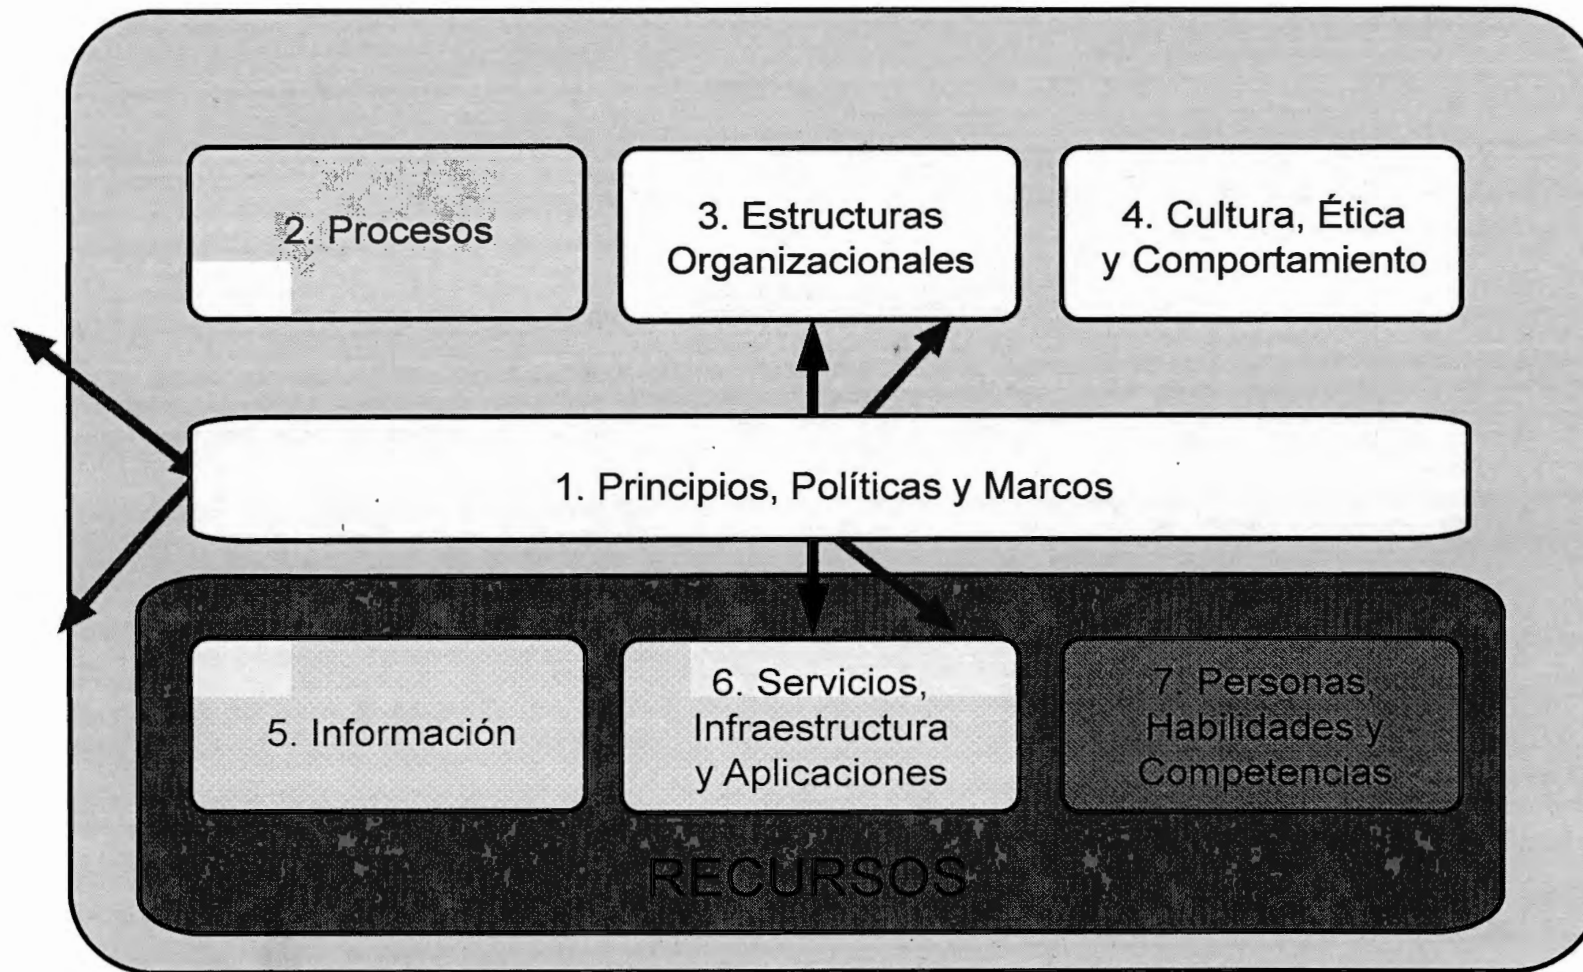 2. Procesos
3. Estructuras
Organizacionales
4. Cultura, Ética
y Comportamiento
1. Principios, Políticas y Marcos
5. Información
6. Servicios,
Infraestructura
y Aplicaciones
7. Personas,
Habilidades y
Competencias
RECURSOS